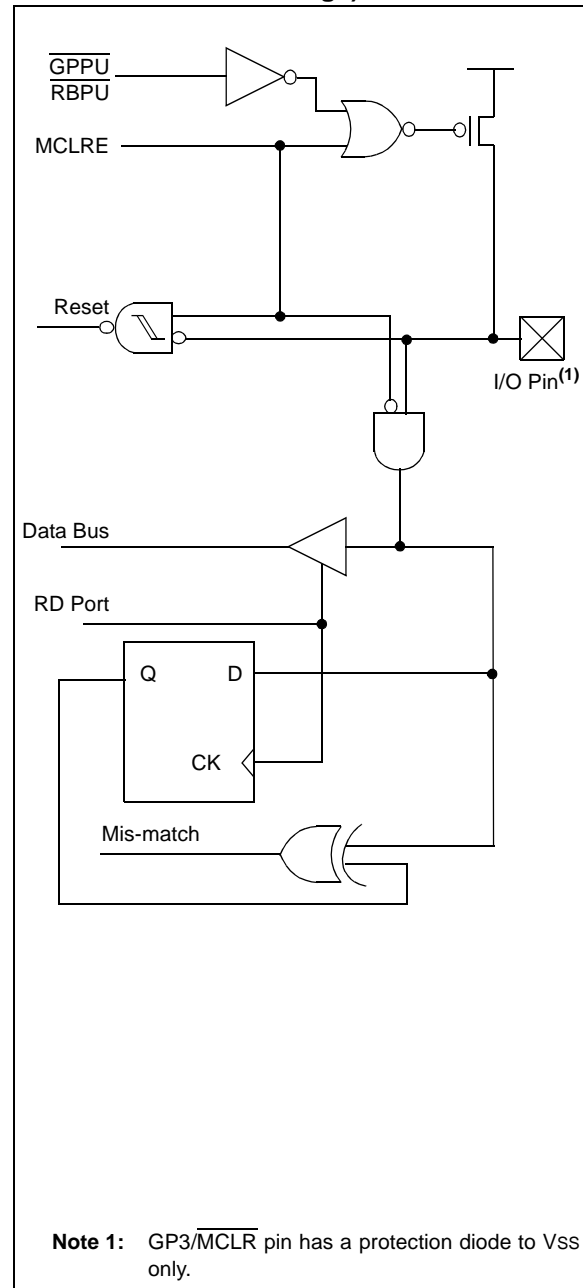 GPPU
RBPU
MCLRE
Reset
I/O Pin(1)
Data Bus
RD Port
Q D
CK
Mis-match
Note 1: GP3/MCLR pin has a protection diode to VSS
only.